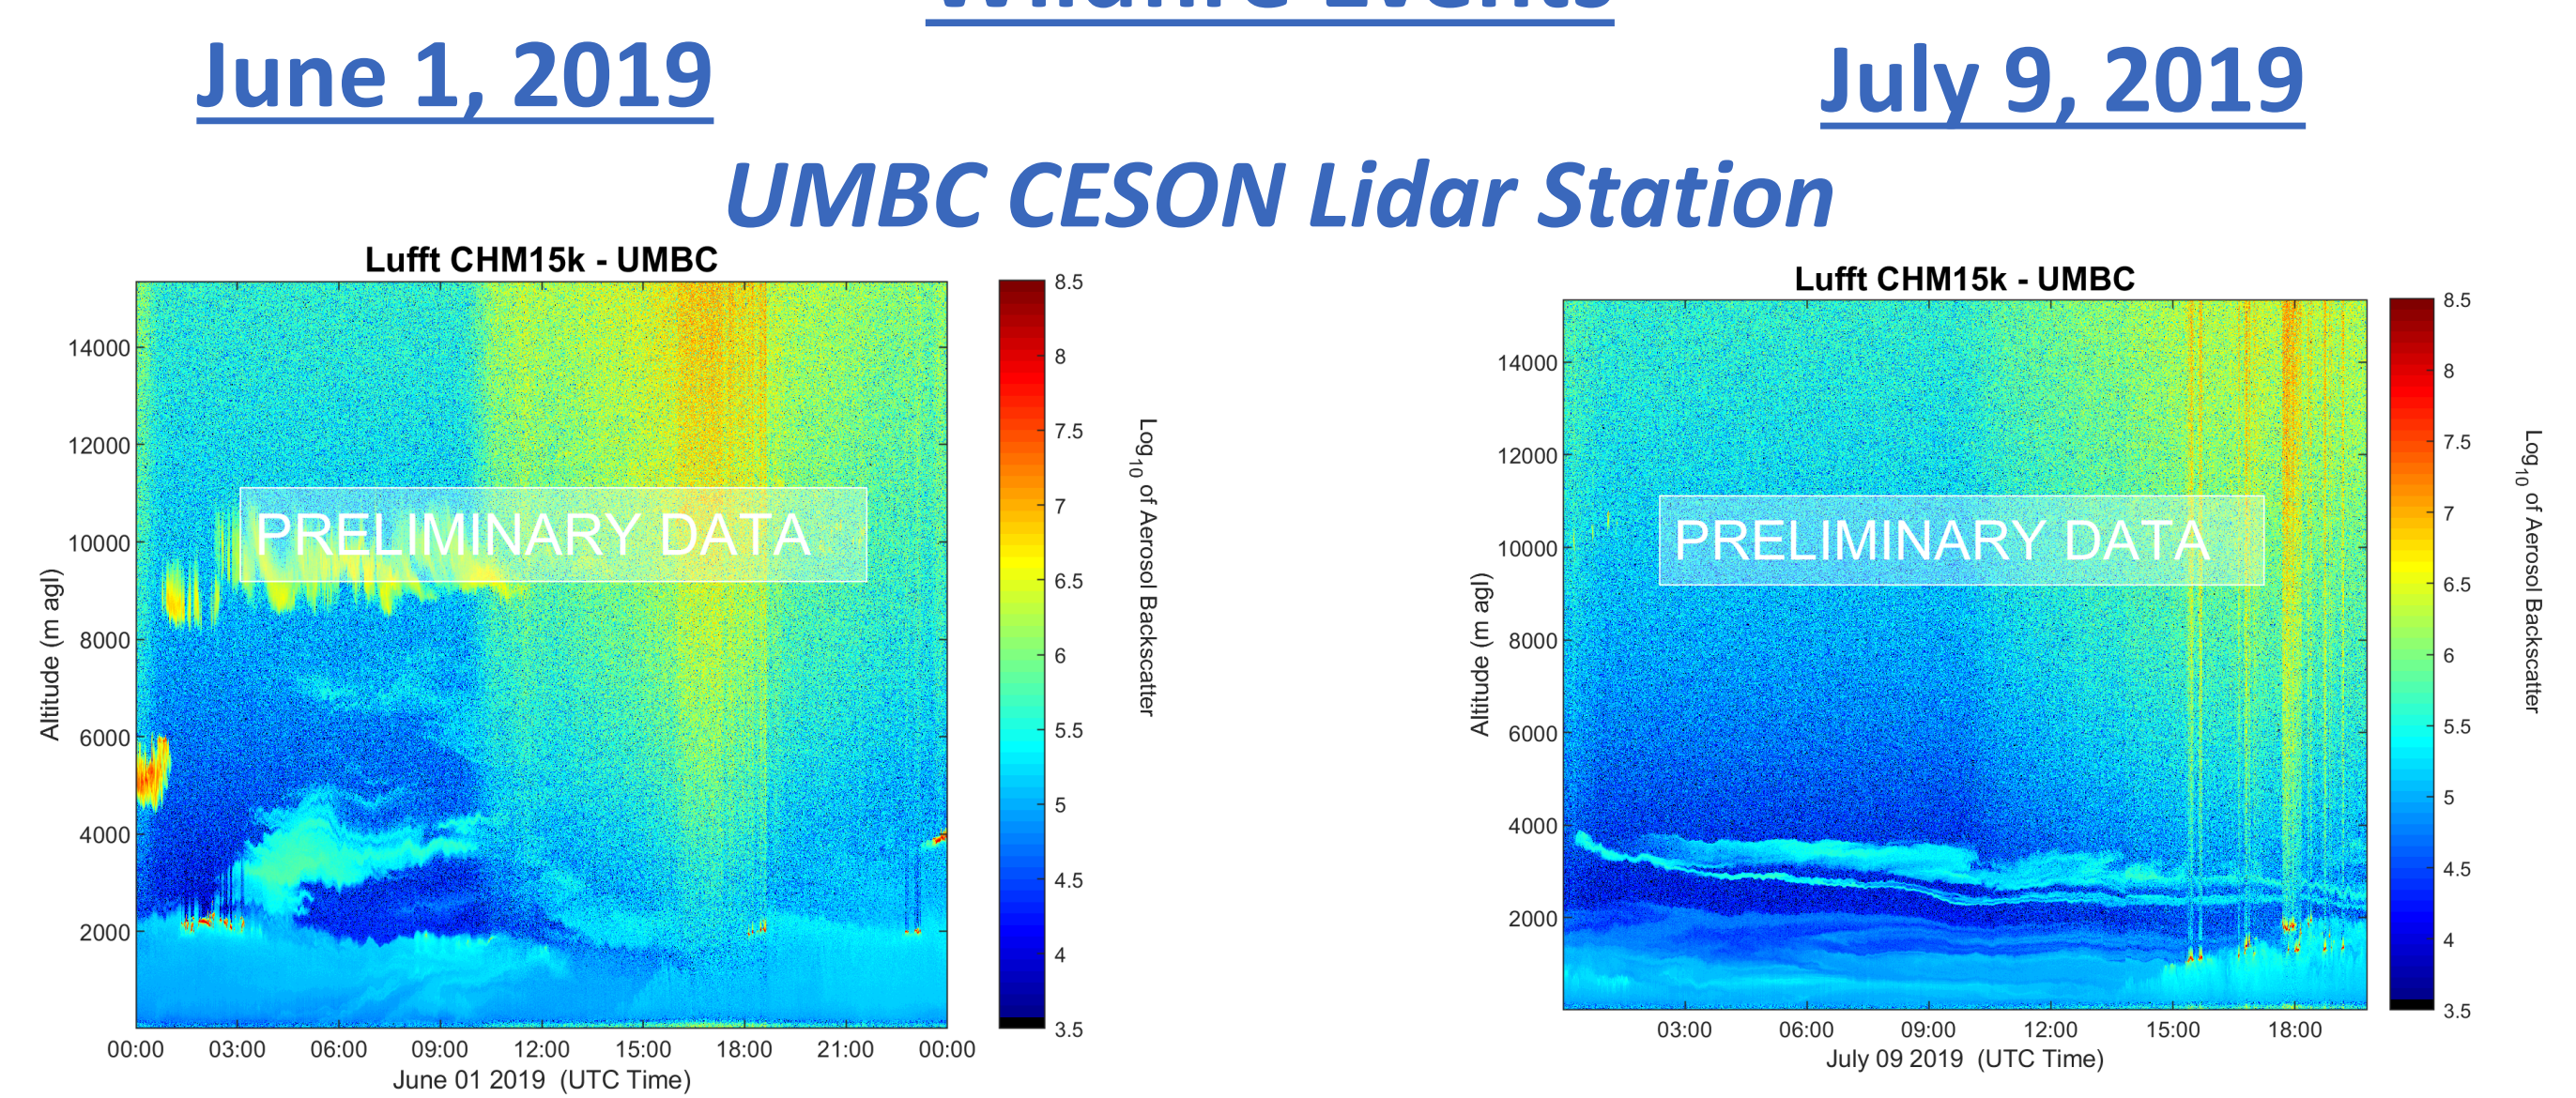 Wildfire Events
June 1, 2019
July 9, 2019
UMBC CESON Lidar Station
Lufft CHM15k - UMBC
14000
12000
10000
8000
6000
4000
2000
Altitude (m agl)
PRELIMINARY DATA
00:00 03:00 06:00 09:00 12:00 15:00 18:00 21:00 00:00
June 01 2019 (UTC Time)
8.5
8
7.5
7
6.5
6
5.5
5
4.5
4
3.5
Log10 of Aerosol Backscatter
Lufft CHM15k - UMBC
14000
12000
10000
8000
6000
4000
2000
Altitude (m agl)
PRELIMINARY DATA
03:00 06:00 09:00 12:00 15:00 18:00
July 09 2019 (UTC Time)
8.5
8
7.5
7
6.5
6
5.5
5
4.5
4
3.5
Log10 of Aerosol Backscatter